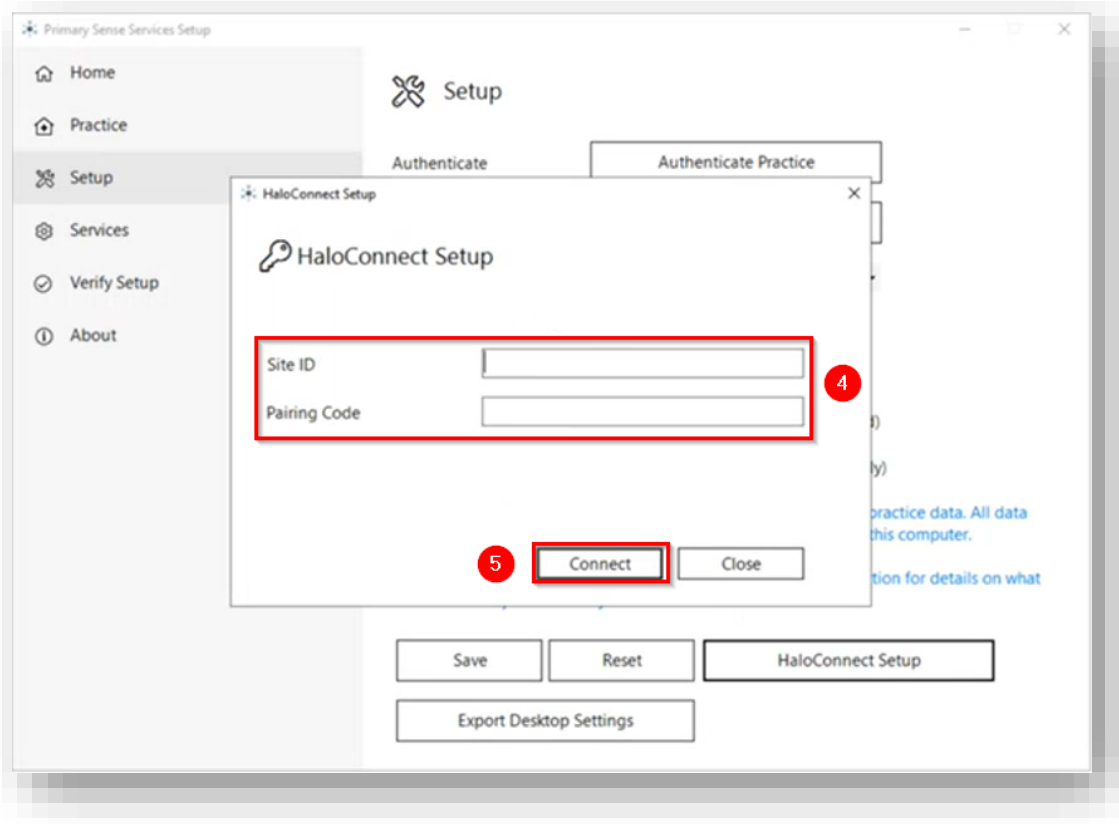 Primary Sense Services Setup
Home
Practice
Setup
Services
Verify Setup
About
Setup
Authenticate
Authenticate Practice
HaloConnect Setup
HaloConnect Setup
Site ID
4
Pairing Code
practice data. All data
this computer.
5
Connect
Close
for details on what
Save
Reset
HaloConnect Setup
Export Desktop Settings